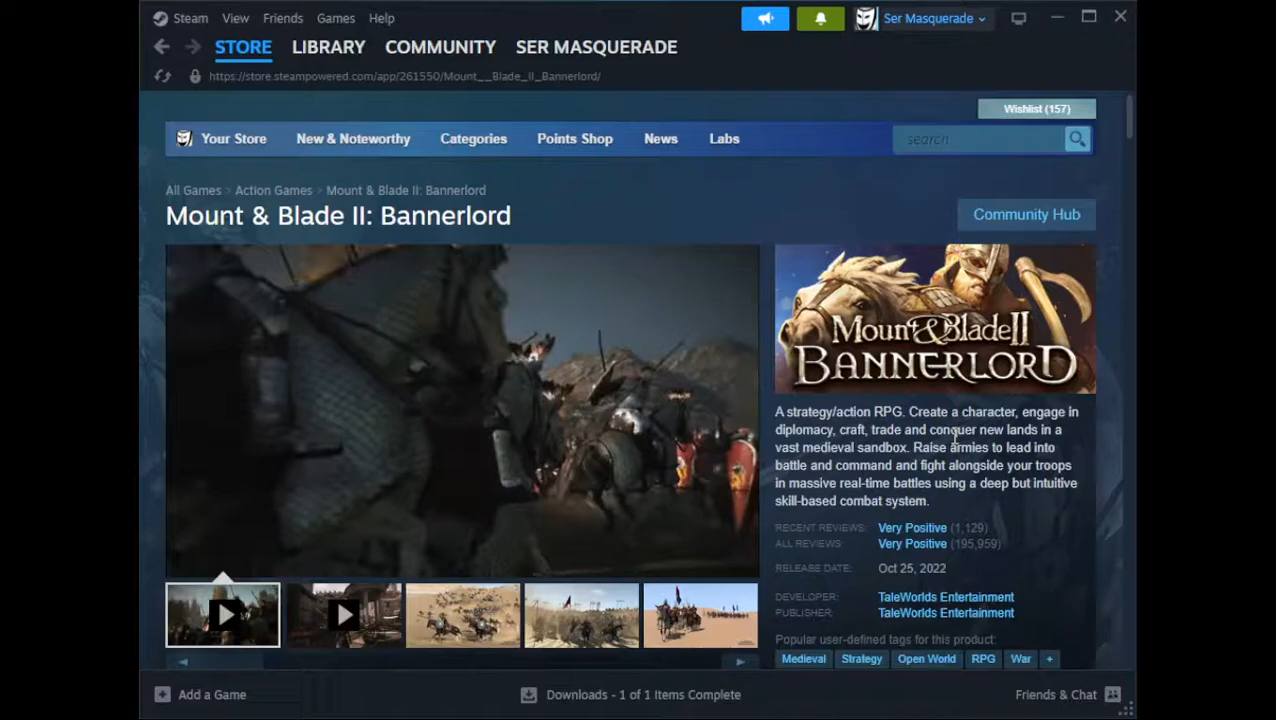 Steam View Friends Games Help Ser Masquerade
STORE LIBRARY COMMUNITY SER MASQUERADE
https://store.steampowered.com/app/261550/Mount__Blade_II_Bannerlord/
Wishlist (157)
Your Store New & Noteworthy Categories Points Shop News Labs search
All Games > Action Games > Mount & Blade II: Bannerlord
Mount & Blade II: Bannerlord
Community Hub
Mount&Blade II
BANNERLORD
A strategy/action RPG. Create a character, engage in
diplomacy, craft, trade and conquer new lands in a
vast medieval sandbox. Raise armies to lead into
battle and command and fight alongside your troops
in massive real-time battles using a deep but intuitive
skill-based combat system.
RECENT REVIEWS: Very Positive (1,129)
ALL REVIEWS: Very Positive (195,959)
RELEASE DATE: Oct 25, 2022
DEVELOPER: TaleWorlds Entertainment
PUBLISHER: TaleWorlds Entertainment
Popular user-defined tags for this product:
Medieval Strategy Open World RPG War +
Add a Game Downloads - 1 of 1 Items Complete Friends & Chat